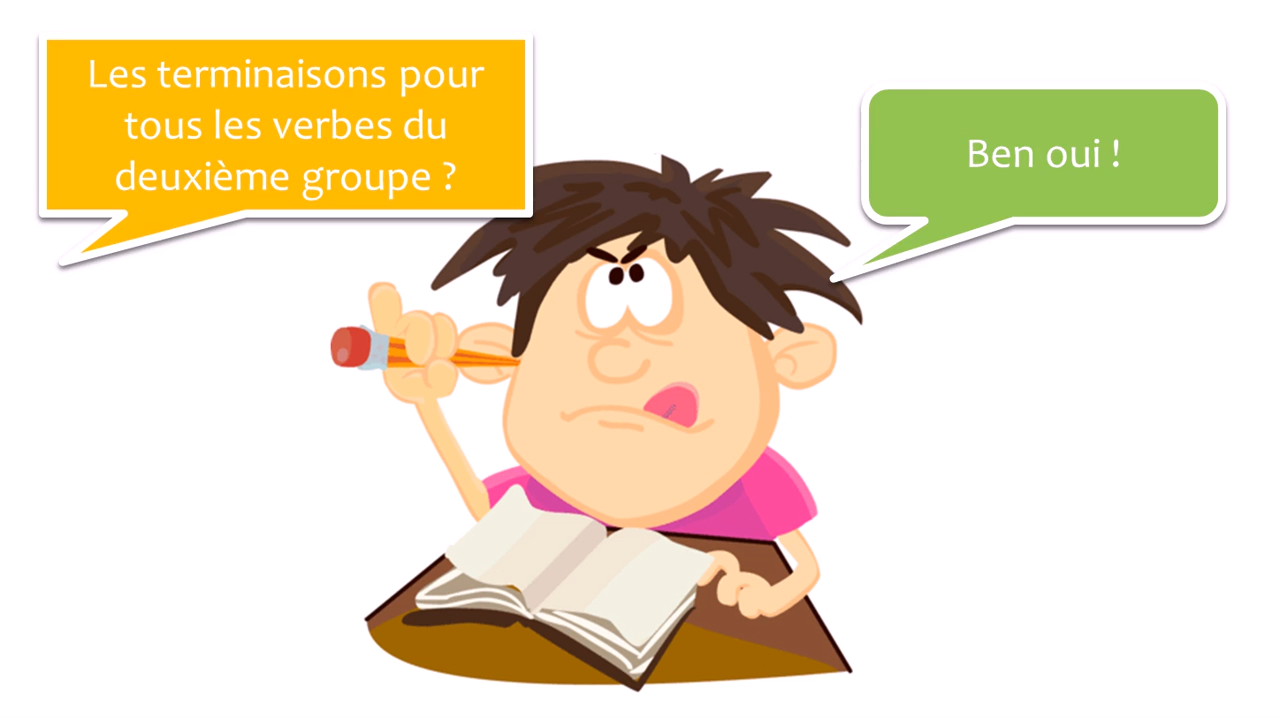 Les terminaisons pour
tous les verbes du
deuxième groupe ?
Ben oui !